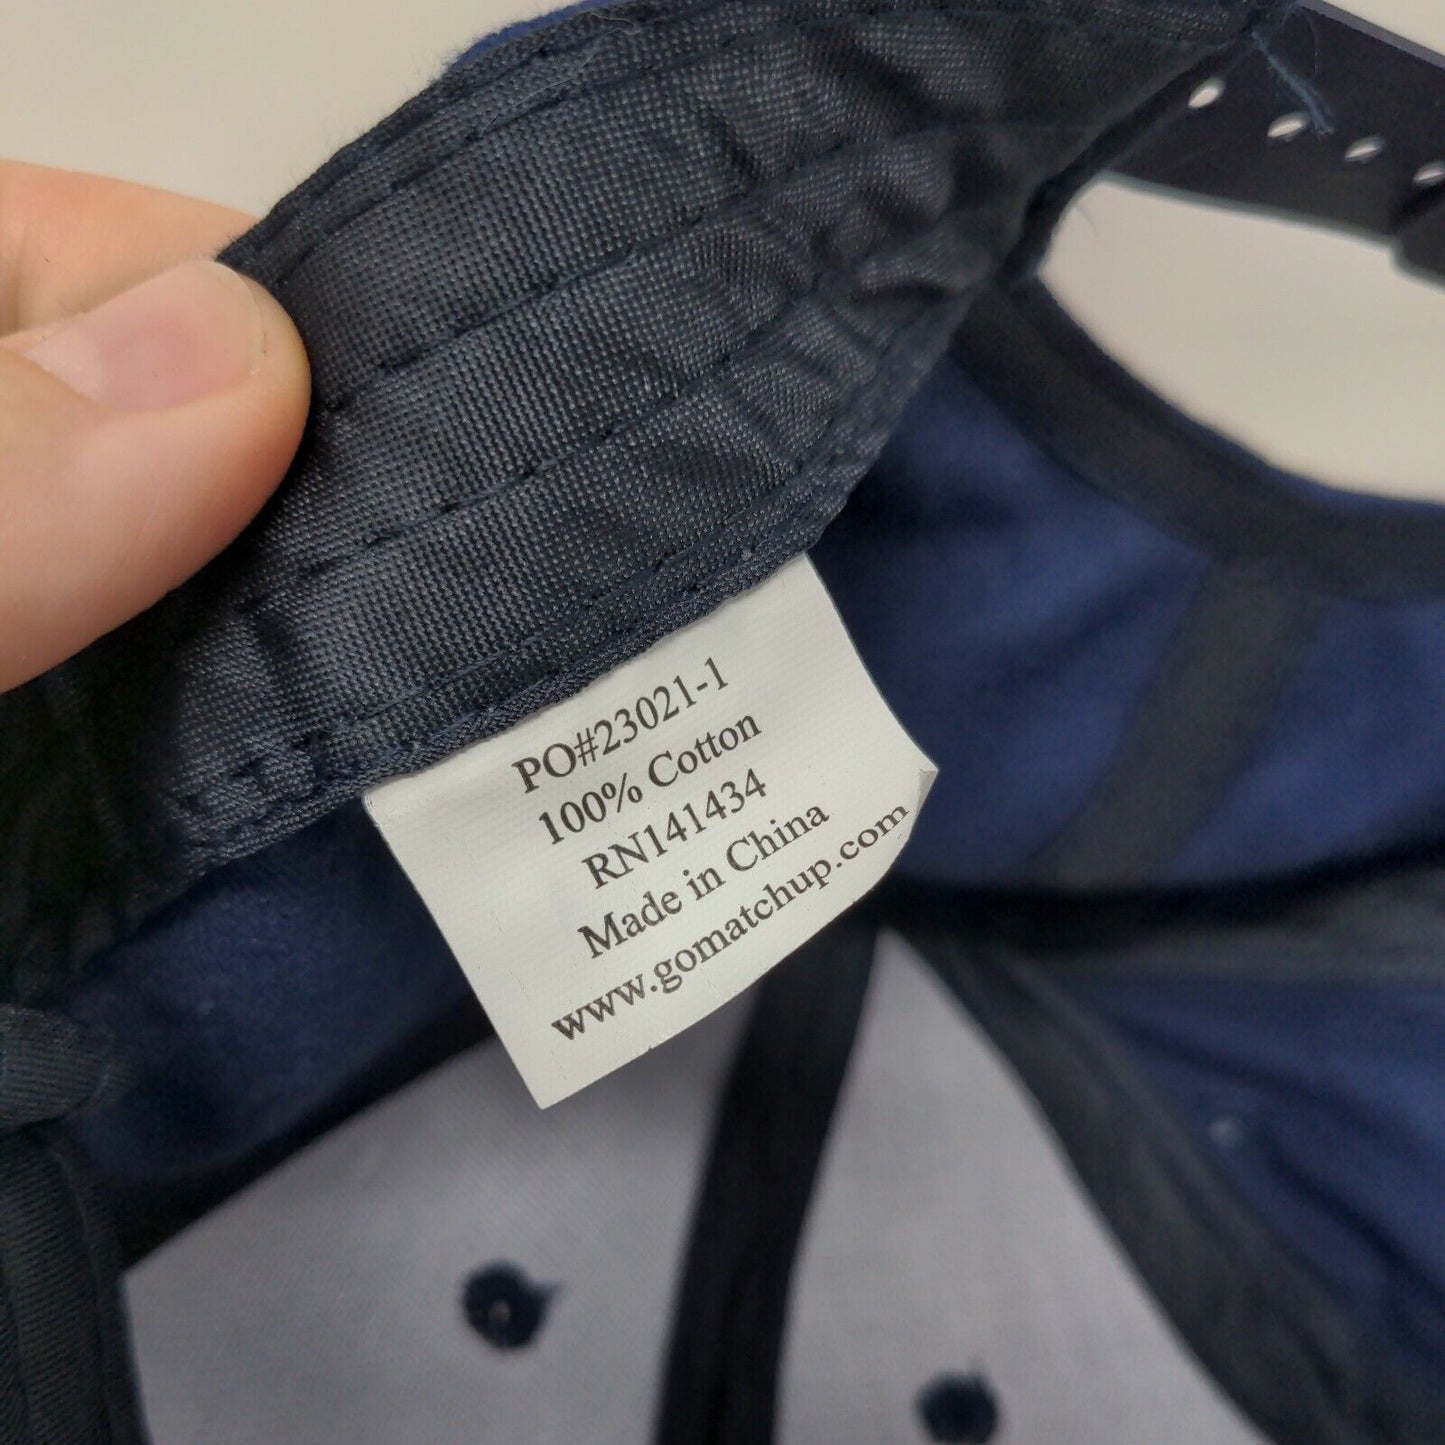 PO#23021-1
100% Cotton
RN141434
Made in China
www.gomatchup.com